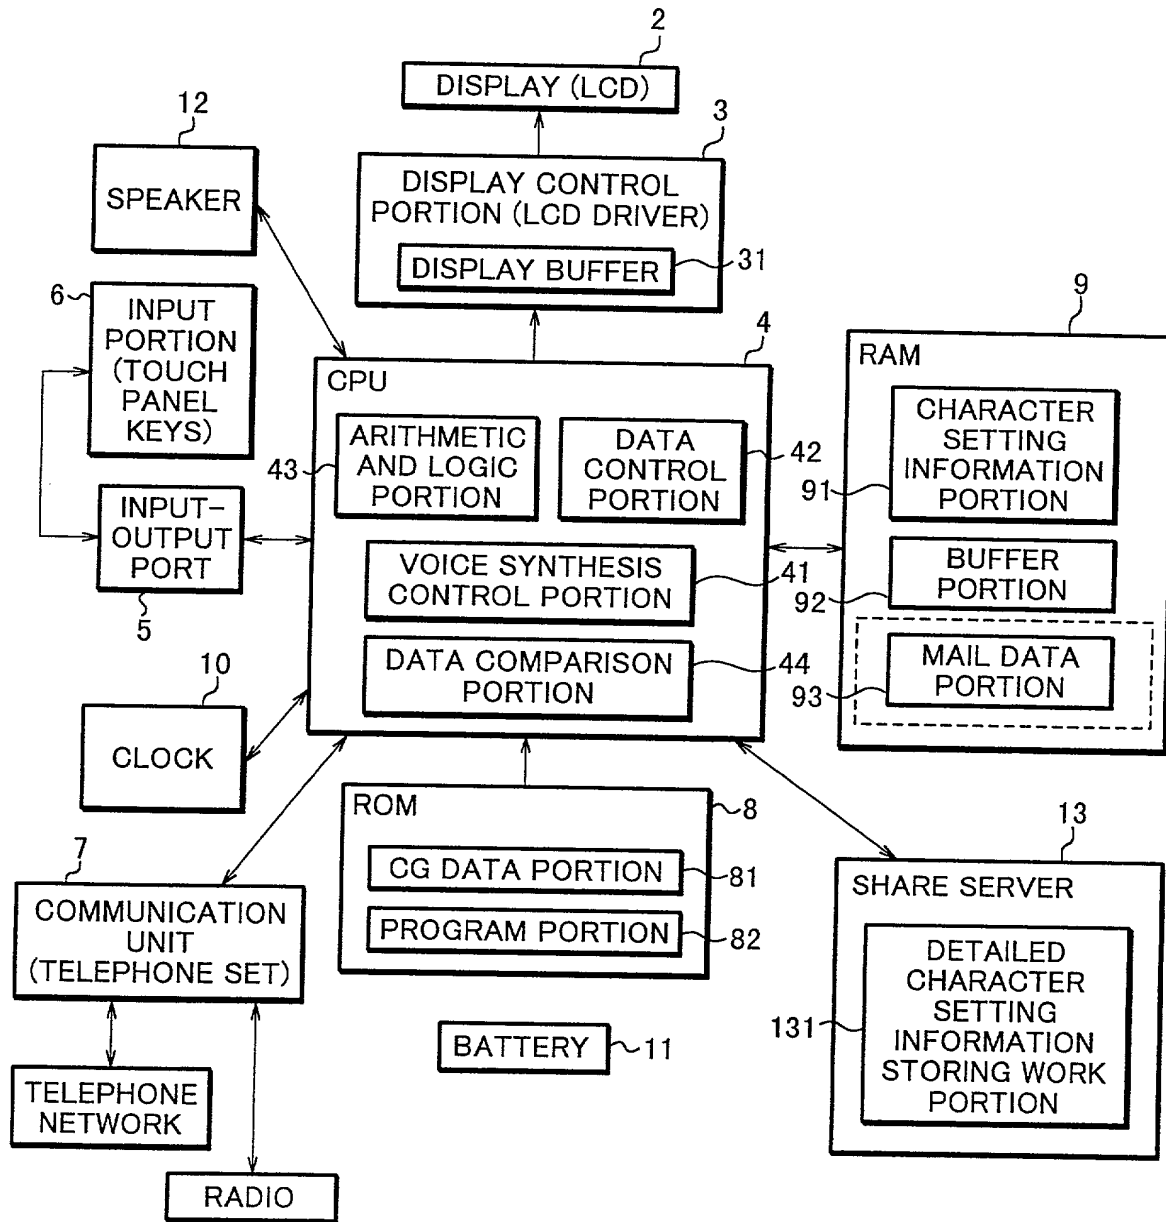 2
DISPLAY (LCD)
12
SPEAKER
3
DISPLAY CONTROL
PORTION (LCD DRIVER)
DISPLAY BUFFER
31
6
INPUT
PORTION
(TOUCH
PANEL
KEYS)
INPUT-
OUTPUT
PORT
5
4
CPU
ARITHMETIC
AND LOGIC
PORTION
43
DATA
CONTROL
PORTION
42
VOICE SYNTHESIS
CONTROL PORTION
41
DATA COMPARISON
PORTION
44
9
RAM
CHARACTER
SETTING
INFORMATION
PORTION
91
BUFFER
PORTION
92
MAIL DATA
PORTION
93
10
CLOCK
ROM
8
CG DATA PORTION
81
PROGRAM PORTION
82
7
COMMUNICATION
UNIT
(TELEPHONE SET)
TELEPHONE
NETWORK
RADIO
BATTERY
11
13
SHARE SERVER
DETAILED
CHARACTER
SETTING
INFORMATION
STORING WORK
PORTION
131